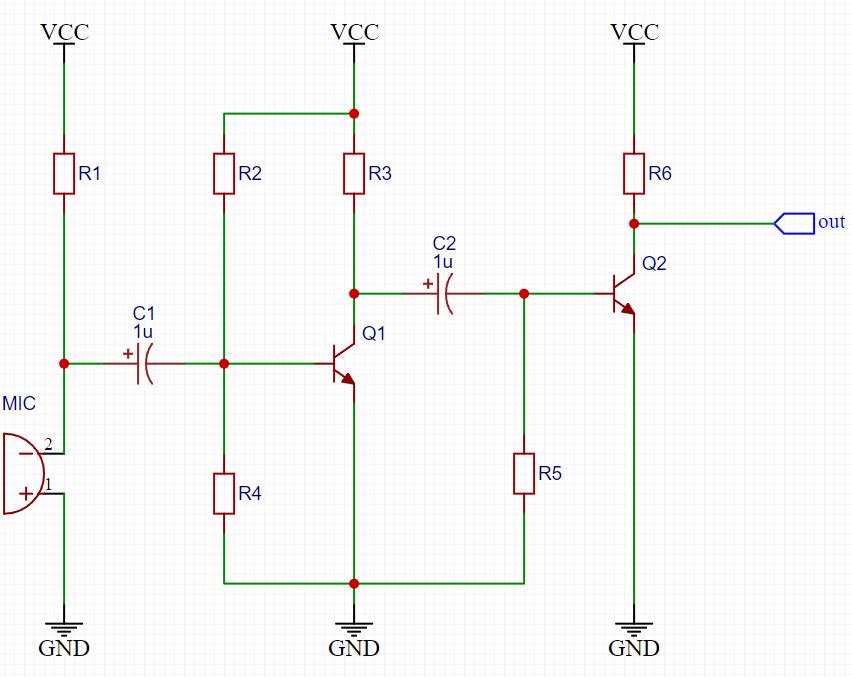 VCC
VCC
VCC
R1
R2
R3
R6
out
C2
1u
Q2
C1
1u
Q1
MIC
2
1
R5
R4
GND
GND
GND